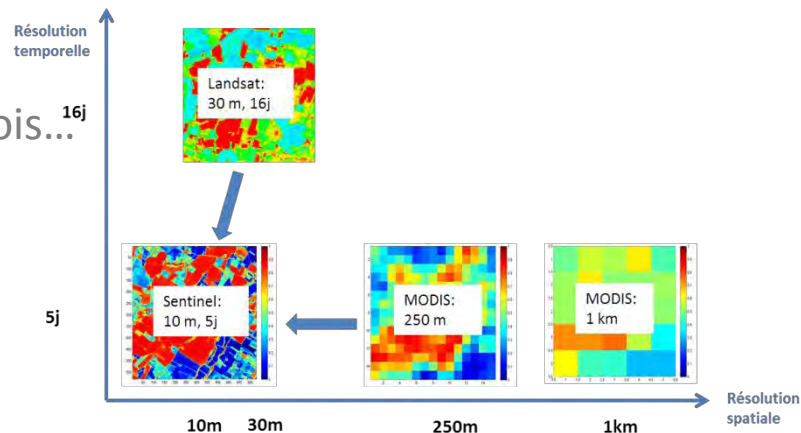 Résolution
temporelle
Landsat:
30 m, 16j
16j
ois...
Sentinel:
10 m, 5j
MODIS:
250 m
MODIS:
1 km
5j
Résolution
spatiale
10m 30m 250m 1km